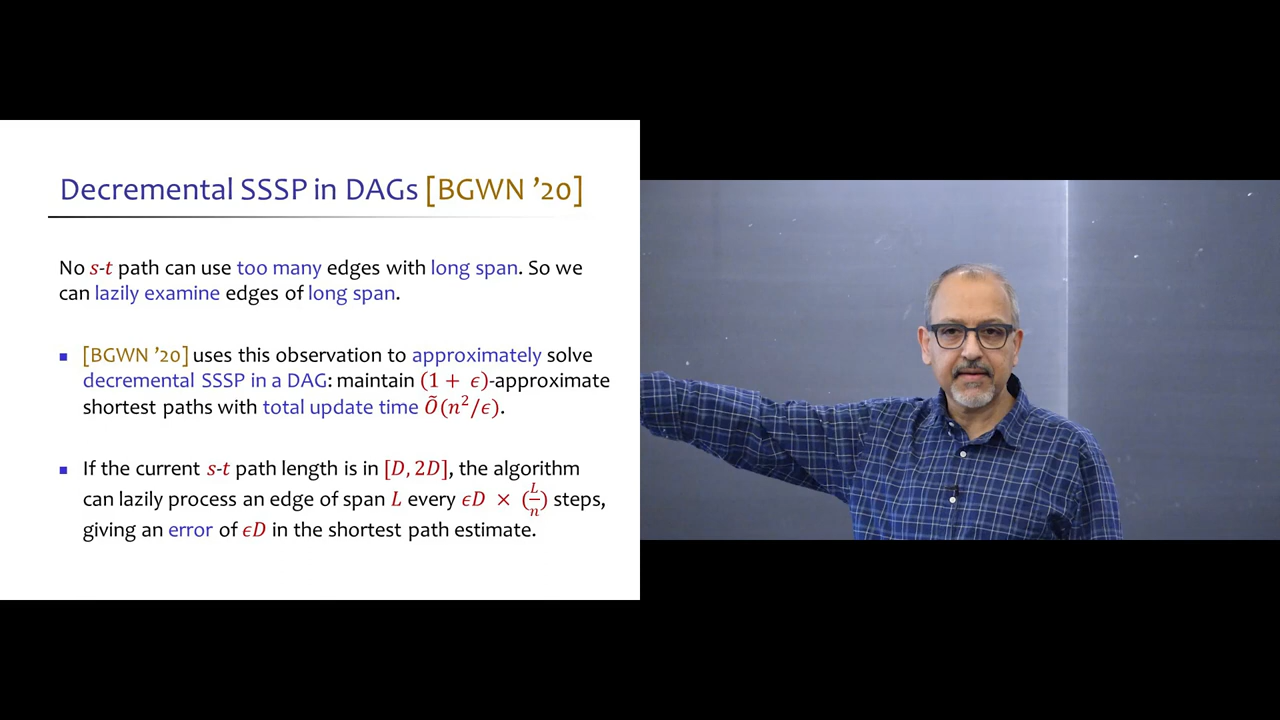 Decremental SSSP in DAGs [BGWN ’20]
No s-t path can use too many edges with long span. So we
can lazily examine edges of long span.
[BGWN ’20] uses this observation to approximately solve
decremental SSSP in a DAG: maintain (1 + ϵ)-approximate
shortest paths with total update time Õ(n²/ϵ).
If the current s-t path length is in [D, 2D], the algorithm
can lazily process an edge of span L every ϵD × (L/n) steps,
giving an error of ϵD in the shortest path estimate.